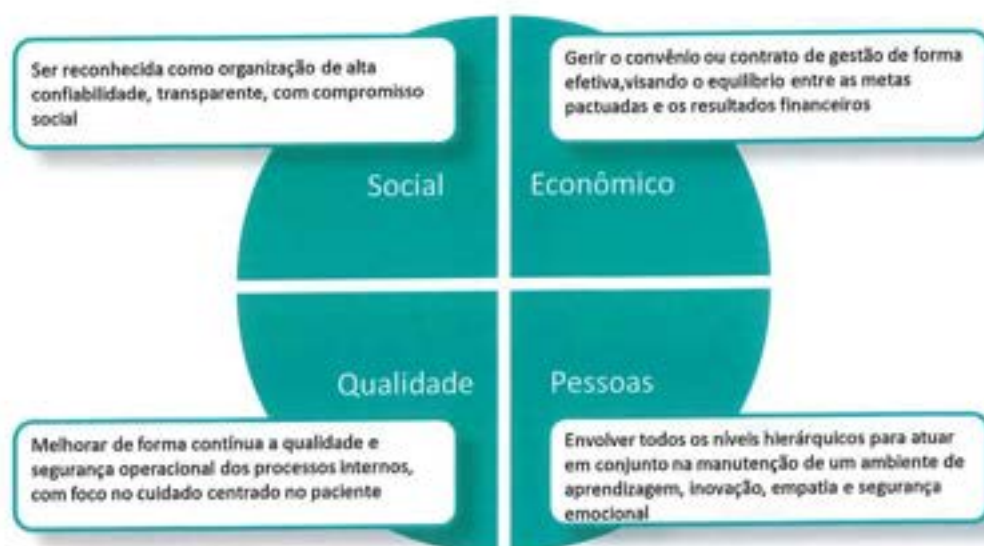 Ser reconhecida como organização de alta
confiabilidade, transparente, com compromisso
social
Gerir o convênio ou contrato de gestão de forma
efetiva,visando o equilíbrio entre as metas
pactuadas e os resultados financeiros
Social
Econômico
Qualidade
Pessoas
Melhorar de forma contínua a qualidade e
segurança operacional dos processos internos,
com foco no cuidado centrado no paciente
Envolver todos os níveis hierárquicos para atuar
em conjunto na manutenção de um ambiente de
aprendizagem, inovação, empatia e segurança
emocional